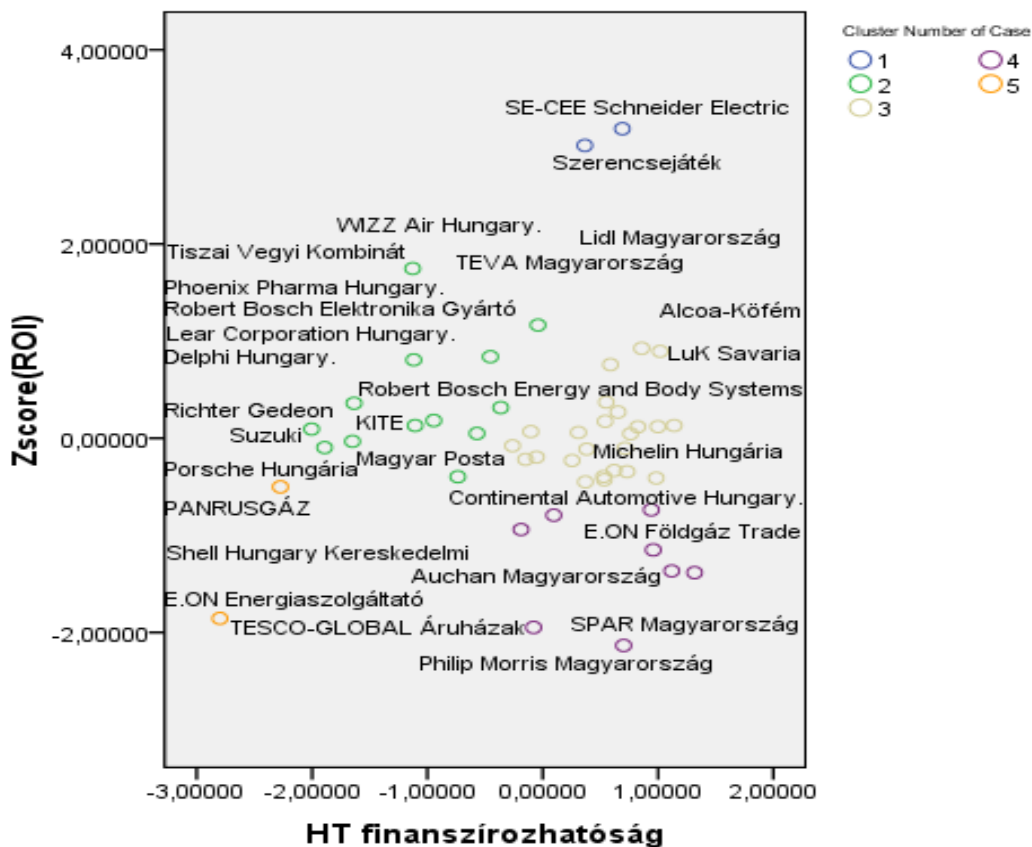 Cluster Number of Case
1
4
2
5
3
4,00000
SE-CEE Schneider Electric
Szerencsejáték
WIZZ Air Hungary.
Lidl Magyarország
2,00000
Tiszai Vegyi Kombinát
TEVA Magyarország
Phoenix Pharma Hungary.
Robert Bosch Elektronika Gyártó
Alcoa-Köfém
Lear Corporation Hungary.
Delphi Hungary.
LuK Savaria
Robert Bosch Energy and Body Systems
Richter Gedeon
KITE
Suzuki
0,00000
Zscore(ROI)
Michelin Hungária
Magyar Posta
Porsche Hungária
Continental Automotive Hungary.
PANRUSGÁZ
E.ON Földgáz Trade
Shell Hungary Kereskedelmi
Auchan Magyarország
E.ON Energiaszolgáltató
-2,00000
TESCO-GLOBAL Áruházak
SPAR Magyarország
Philip Morris Magyarország
-3,00000 -2,00000 -1,00000 0,00000 1,00000 2,00000
HT finanszírozhatóság